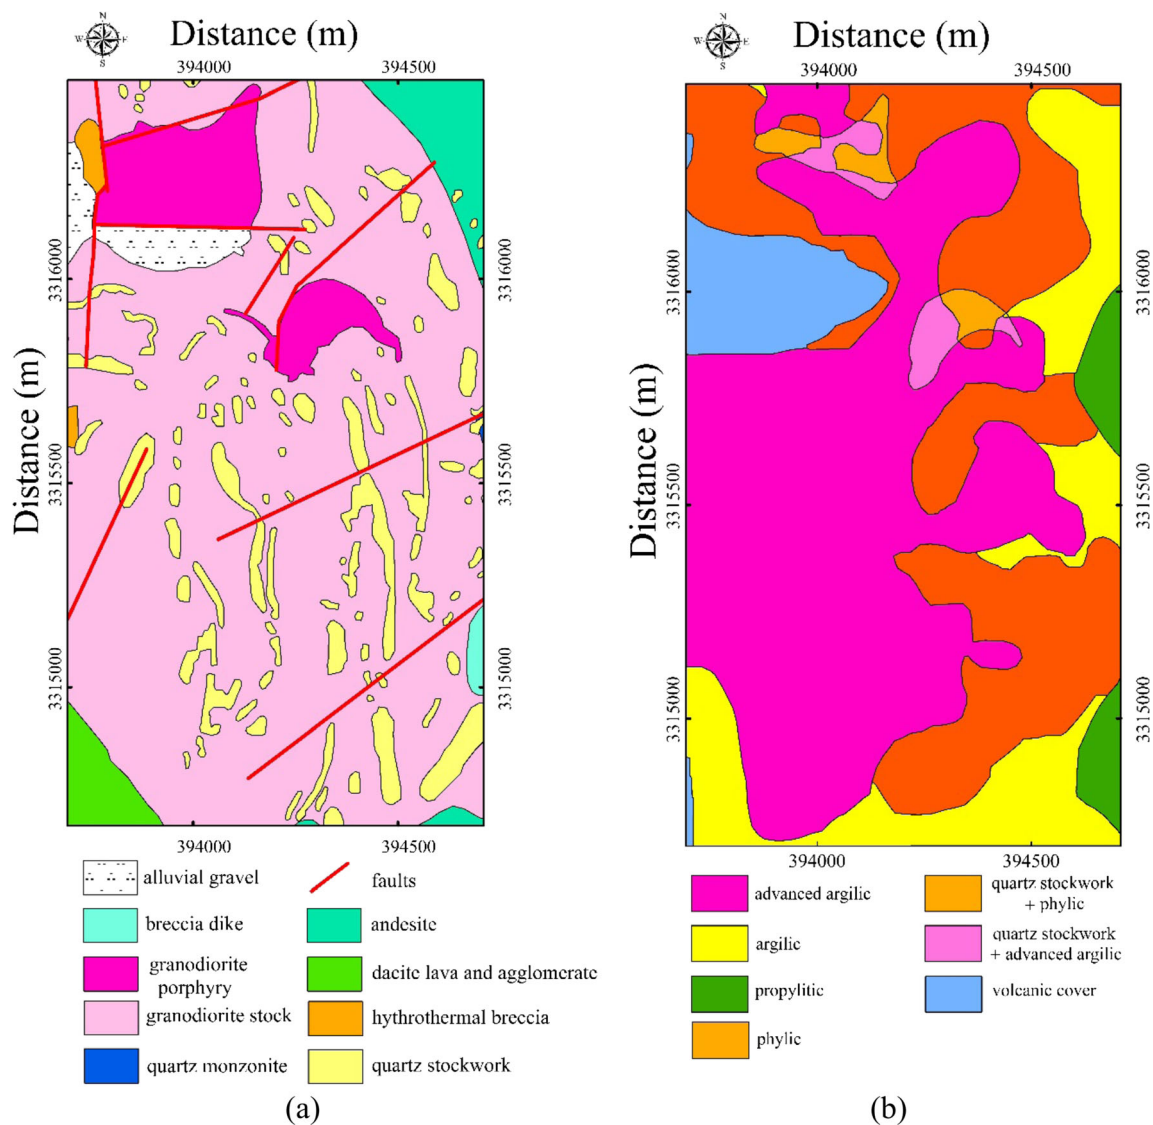 Distance (m)
N
W
E
S
394000
394500
3316000
3315500
3315000
Distance (m)
3316000
3315500
3315000
394000
394500
alluvial gravel
faults
breccia dike
andesite
granodiorite
porphyry
dacite lava and agglomerate
granodiorite stock
hythrothermal breccia
quartz monzonite
quartz stockwork
(a)
Distance (m)
N
W
E
S
394000
394500
3316000
3315500
3315000
Distance (m)
3316000
3315500
3315000
394000
394500
advanced argilic
quartz stockwork
+ phylic
argilic
quartz stockwork
+ advanced argilic
propylitic
volcanic cover
phylic
(b)